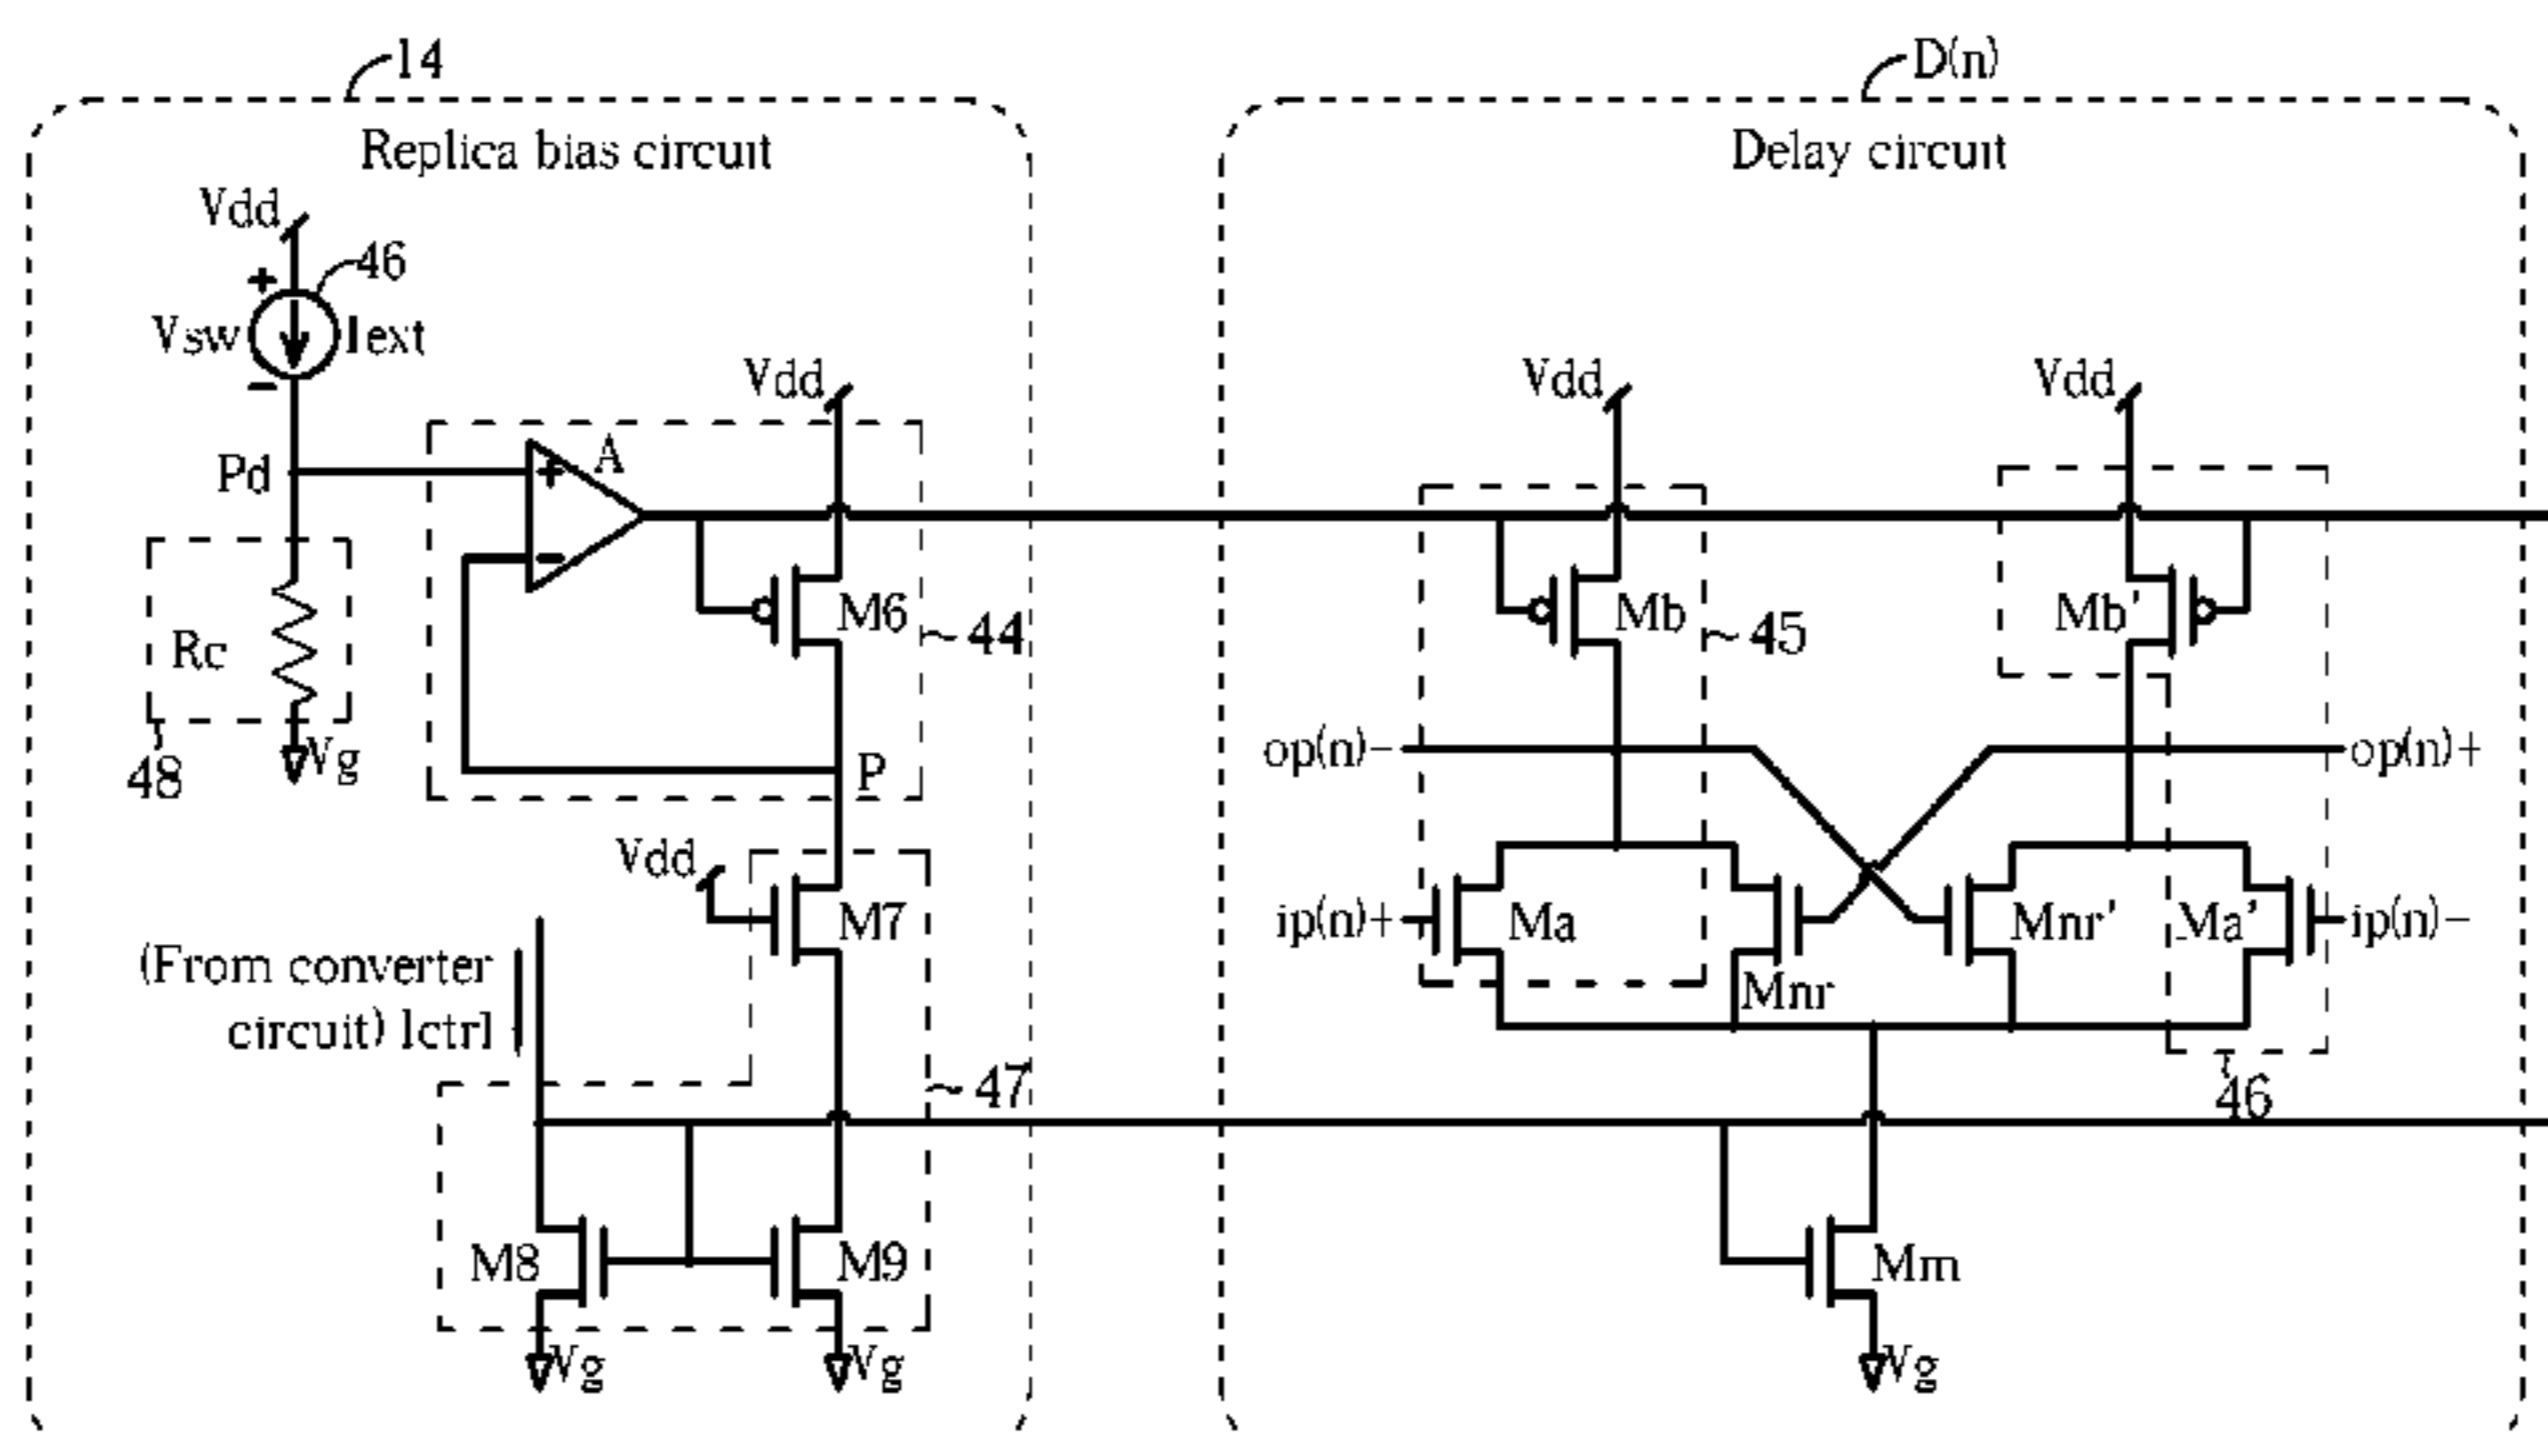 14
D(n)
Replica bias circuit
Delay circuit
Vdd
+
46
Vsw
Iext
−
Vdd
Vdd
Vdd
Pd
+
A
−
M6
~44
Mb
~45
Mb'
Rc
48
Vg
P
op(n)−
op(n)+
Vdd
M7
ip(n)+
Ma
Mnr
Mnr'
Ma'
ip(n)−
(From converter
circuit) Ictrl
~47
46
M8
M9
Mm
Vg
Vg
Vg